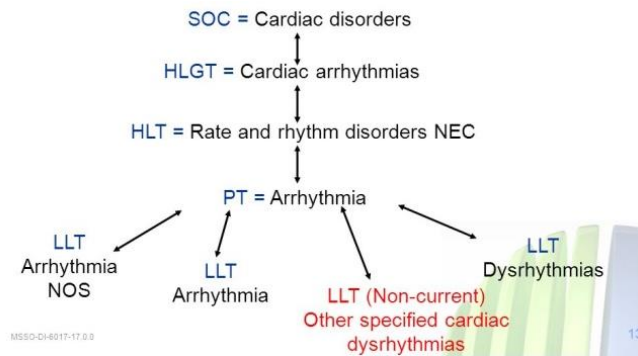 SOC = Cardiac disorders
HLGT = Cardiac arrhythmias
HLT = Rate and rhythm disorders NEC
PT = Arrhythmia
LLT
Arrhythmia
NOS
LLT
Arrhythmia
LLT (Non-current)
Other specified cardiac
dysrhythmias
LLT
Dysrhythmias
MSSO-DI-6017-17.0.0
13